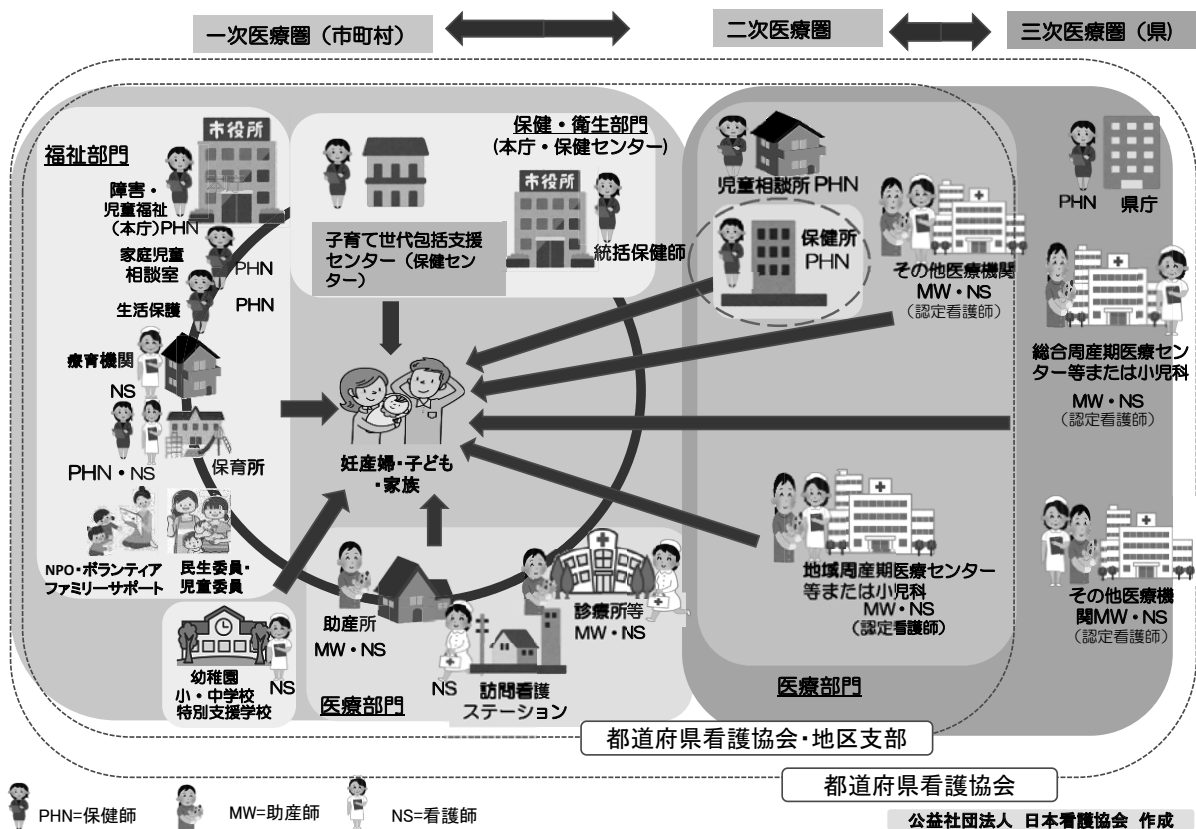 一次医療圏（市町村）
二次医療圏
三次医療圏（県）
福祉部門
市役所
障害・
児童福祉
（本庁）PHN
家庭児童
相談室
PHN
生活保護
PHN
療育機関
NS
PHN・NS
保育所
NPO・ボランティア
ファミリーサポート
民生委員・
児童委員
幼稚園
小・中学校
特別支援学校
NS
保健・衛生部門
(本庁・保健センター)
市役所
統括保健師
子育て世代包括支援
センター（保健セン
ター）
妊産婦・子ども
・家族
助産所
MW・NS
医療部門
NS
訪問看護
ステーション
診療所等
MW・NS
児童相談所 PHN
保健所
PHN
その他医療機関
MW・NS
（認定看護師）
地域周産期医療センター
等または小児科
MW・NS
（認定看護師）
医療部門
PHN
県庁
総合周産期医療セン
ター等または小児科
MW・NS
（認定看護師）
その他医療機
関MW・NS
（認定看護師）
都道府県看護協会・地区支部
都道府県看護協会
PHN=保健師
MW=助産師
NS=看護師
公益社団法人 日本看護協会 作成